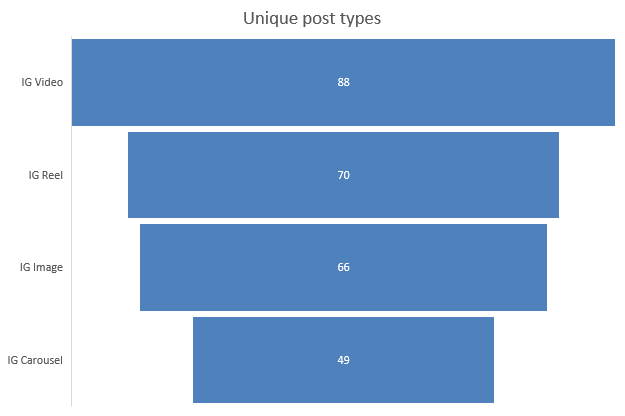 Unique post types
IG Video
88
IG Reel
70
IG Image
66
IG Carousel
49